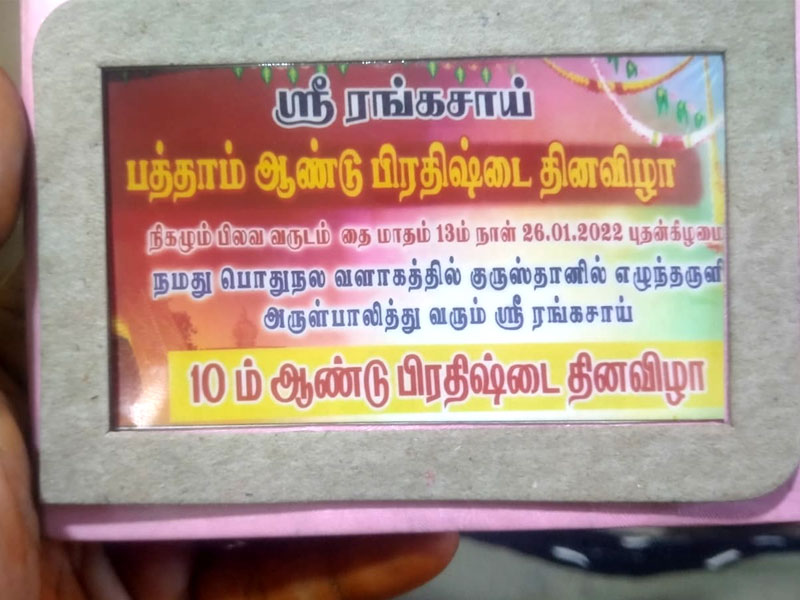 ஸ்ரீ ரங்கசாய்
பத்தாம் ஆண்டு பிரதிஷ்டை தினவிழா
நிகழும் பிலவ வருடம் தை மாதம் 13ம் நாள் 26.01.2022 புதன்கிழமை
நமது பொதுநல வளாகத்தில் குருஸ்தானில் எழுந்தருளி
அருள்பாலித்து வரும் ஸ்ரீ ரங்கசாய்
10 ம் ஆண்டு பிரதிஷ்டை தினவிழா